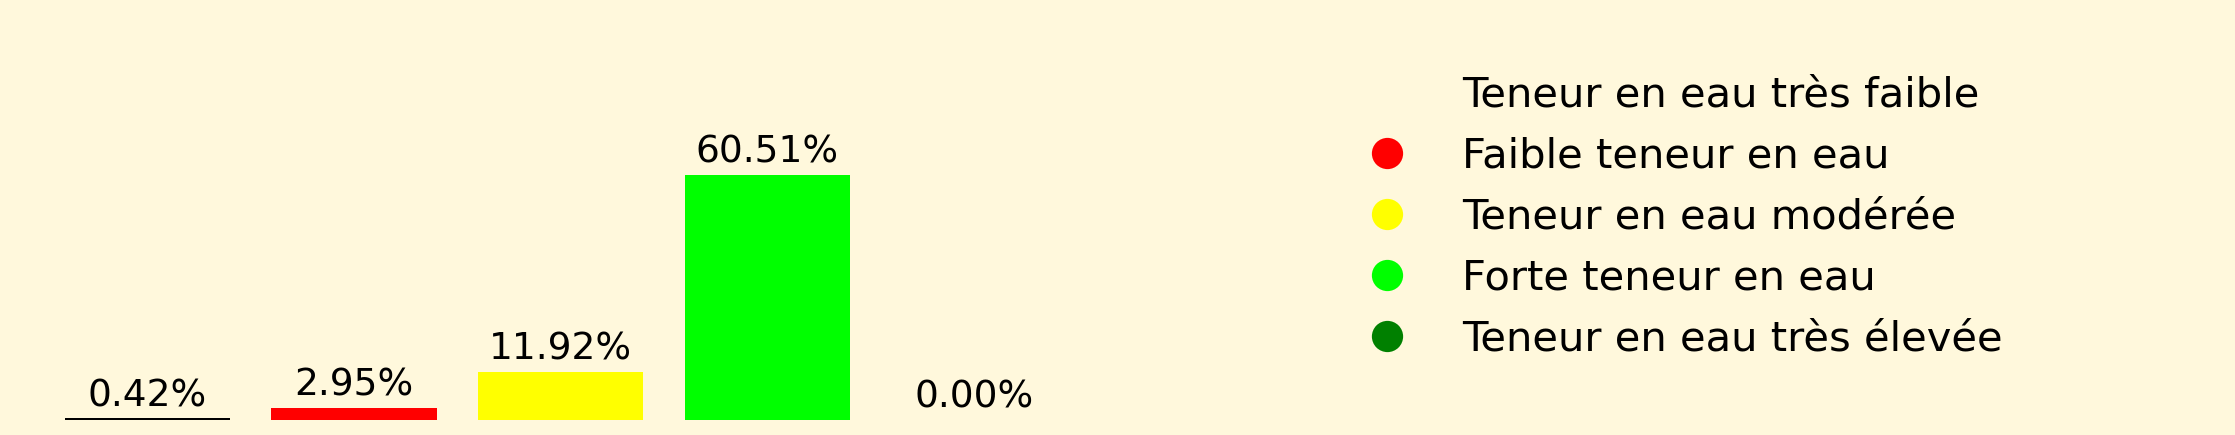 60.51%
11.92%
2.95%
0.42%
0.00%
Teneur en eau très faible
Faible teneur en eau
Teneur en eau modérée
Forte teneur en eau
Teneur en eau très élevée